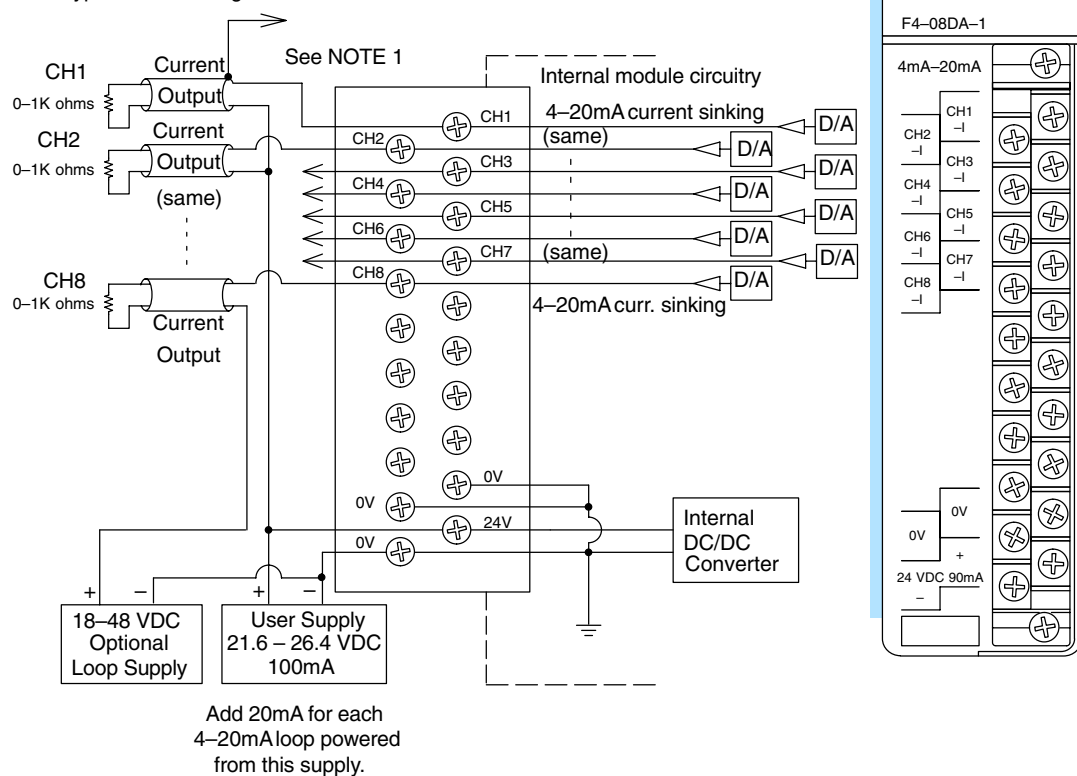 See NOTE 1
CH1
0–1K ohms
Current
Output
CH2
0–1K ohms
Current
Output
(same)
CH8
0–1K ohms
Current
Output
Internal module circuitry
4–20mA current sinking
(same)
CH1
CH2
CH3
CH4
CH5
CH6
CH7
CH8
D/A
D/A
D/A
D/A
D/A
D/A
D/A
D/A
(same)
4–20mA curr. sinking
0V
0V
24V
0V
Internal
DC/DC
Converter
+ –
18–48 VDC
Optional
Loop Supply
+ –
User Supply
21.6 – 26.4 VDC
100mA
Add 20mA for each
4–20mA loop powered
from this supply.
F4–08DA–1
4mA–20mA
CH1
–I
CH2
–I
CH3
–I
CH4
–I
CH5
–I
CH6
–I
CH7
–I
CH8
–I
0V
0V
+
24 VDC 90mA
–